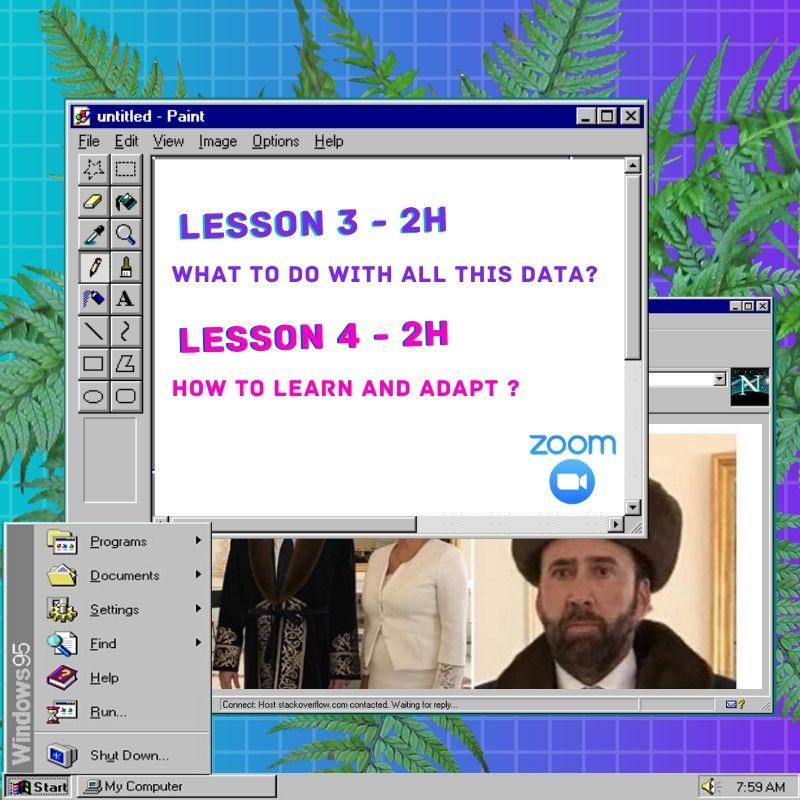 untitled - Paint
File Edit View Image Options Help
A
LESSON 3 - 2H
WHAT TO DO WITH ALL THIS DATA?
LESSON 4 - 2H
HOW TO LEARN AND ADAPT ?
zoom
N
Programs
Documents
Settings
Find
Help
Run...
Shut Down...
Windows95
Connect: Host stackoverflow.com contacted. Waiting for reply...
Start My Computer 7:59 AM